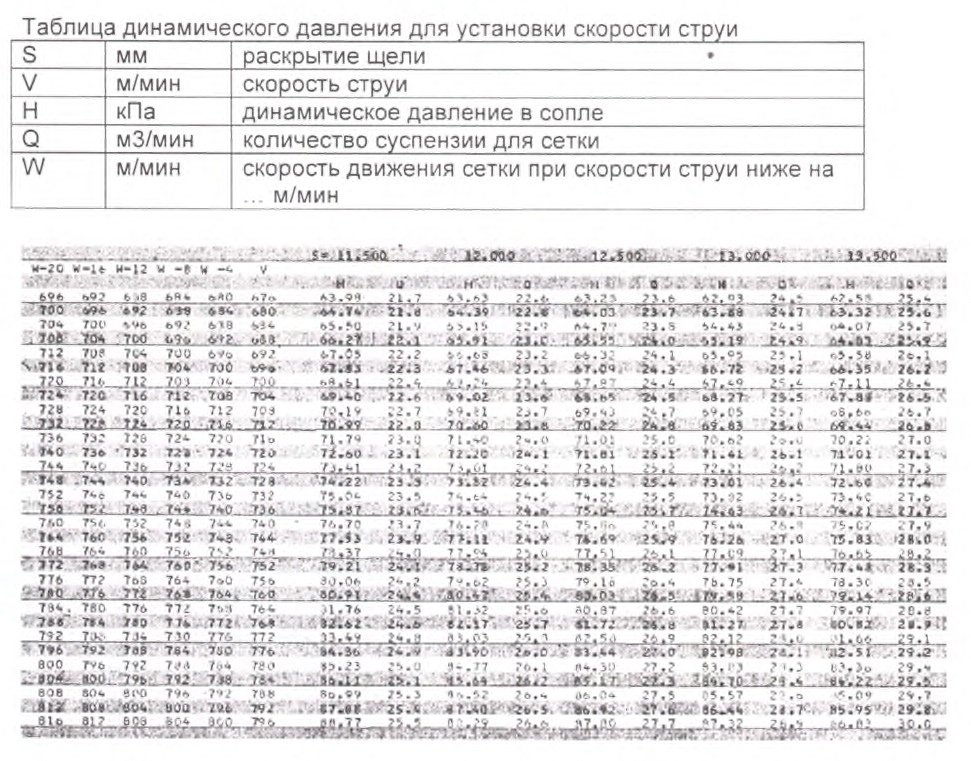 Таблица динамического давления для установки скорости струи
S мм раскрытие щели
V м/мин скорость струи
H кПа динамическое давление в сопле
Q м3/мин количество суспензии для сетки
W м/мин скорость движения сетки при скорости струи ниже на
... м/мин
S= 11.500 12.000 12.500 13.000 13.500
W-20 W-16 W-12 W -8 W -4 V
H Q H Q H Q H Q H Q
696 692 688 684 680 676 63.98 21.7 63.63 22.6 63.28 23.6 62.93 24.5 62.58 25.4
700 696 692 688 684 680 64.74 21.8 64.39 22.8 64.03 23.7 24.7 63.32 25.6
704 700 696 692 688 684 65.50 21.9 65.15 22.9 64.79 23.8 64.43 24.8 64.07 25.7
708 704 700 696 692 688 66.27 22.1 65.91 23.0 65.55 24.0 65.19 24.9 64.83 25.9
712 708 704 700 696 692 67.05 22.2 66.68 23.2 66.32 24.1 65.95 25.1 65.58 26.1
716 712 708 704 700 696 67.83 22.3 67.46 23.3 67.09 24.3 66.72 25.2 66.35 26.2
720 716 712 708 704 700 68.61 22.4 68.24 23.4 67.87 24.4 67.49 25.4 67.11 26.4
724 720 716 712 708 704 69.40 22.6 69.02 68.65 24.5 68.27 25.5 67.89 26.5
728 724 720 716 712 708 70.19 22.7 69.81 23.7 69.43 24.7 69.05 25.7 68.66 26.7
732 728 724 720 716 712 70.99 22.8 70.60 23.8 70.22 24.8 69.83 25.8 69.44 26.8
736 732 728 724 720 716 71.79 23.0 71.40 24.0 71.01 25.0 70.62 26.0 70.22 27.0
740 736 732 728 724 720 72.60 23.1 72.20 24.1 71.81 25.1 71.41 26.1 71.01 27.1
744 740 736 732 728 724 73.41 23.2 73.01 24.2 72.61 25.2 72.21 26.2 71.80 27.3
748 744 740 736 732 728 74.22 23.3 24.4 73.42 25.4 73.01 26.4 72.60 27.4
752 748 744 740 736 732 75.04 23.5 74.64 24.5 74.22 25.5 26.5 73.40 27.6
756 752 748 744 740 736 75.87 23.6 75.46 24.6 75.04 25.7 74.63 26.7 74.21 27.7
760 756 752 748 744 740 76.70 23.7 76.28 24.8 75.86 25.8 75.44 26.8 75.02 27.9
764 760 756 752 748 744 77.53 23.9 77.11 24.9 76.69 25.9 76.26 27.0 75.83 28.0
768 764 760 756 752 748 78.37 24.0 77.94 25.0 77.51 26.1 77.09 27.1 76.65 28.2
772 768 764 760 756 752 79.21 24.1 78.78 25.2 78.35 26.2 77.91 27.3 77.48 28.3
776 772 768 764 760 756 80.06 24.2 79.62 25.3 79.18 26.4 78.75 27.4 78.30 28.5
780 776 772 768 764 760 80.91 24.4 80.47 25.4 80.03 26.5 79.58 27.6 79.14 28.6
784 780 776 772 768 764 81.76 24.5 81.32 25.6 80.87 26.6 80.42 27.7 79.97 28.8
788 784 780 776 772 768 82.62 24.6 82.17 25.7 81.72 26.8 81.27 27.8 80.82 28.9
792 788 784 776 772 83.49 24.8 83.03 25.8 82.58 26.9 82.12 28.0 81.66 29.1
796 792 788 784 780 776 84.36 24.9 83.90 26.0 83.44 27.0 82.98 28.1 82.51 29.2
800 796 792 788 784 780 85.23 25.0 84.77 26.1 84.30 27.2 83.83 28.3 83.36 29.4
804 800 796 792 788 784 86.11 25.1 85.64 26.2 85.17 27.3 84.70 28.4 84.22 29.5
808 804 800 796 792 788 86.99 25.3 86.52 26.4 86.04 27.5 85.57 85.09 29.7
812 808 804 800 796 792 87.88 25.4 87.40 26.5 86.92 27.6 86.44 28.7 85.95 29.8
816 812 808 804 800 796 88.77 25.5 88.29 26.6 87.80 27.7 87.32 86.83 30.0